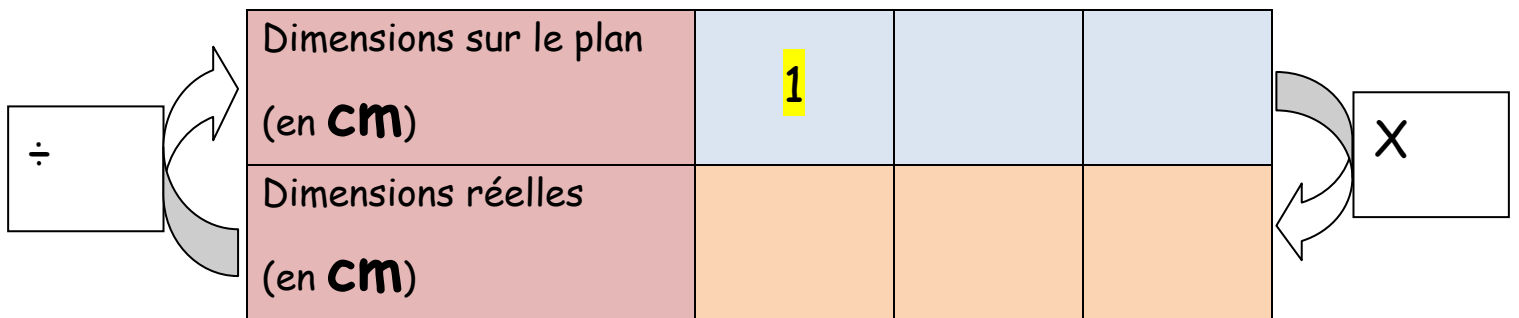 Dimensions sur le plan
(en cm)
1
÷
X
Dimensions réelles
(en cm)